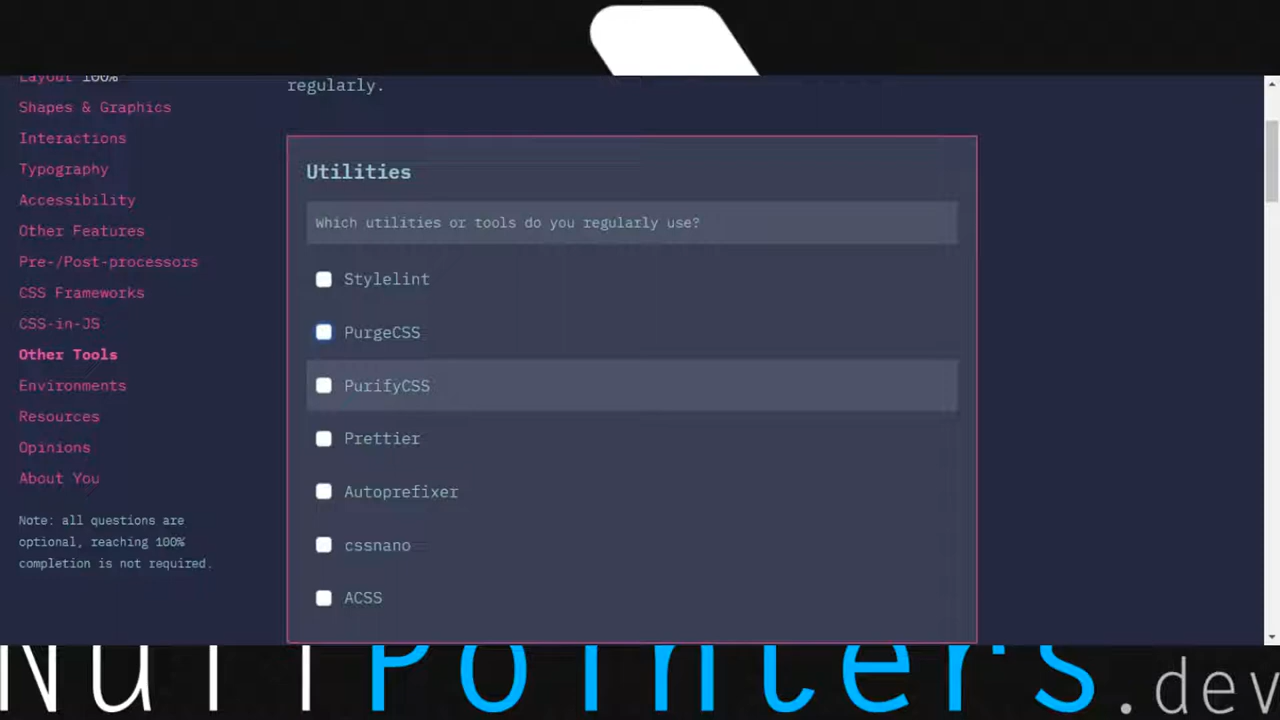 Layout 100%
Shapes & Graphics
Interactions
Typography
Accessibility
Other Features
Pre-/Post-processors
CSS Frameworks
CSS-in-JS
Other Tools
Environments
Resources
Opinions
About You
Note: all questions are
optional, reaching 100%
completion is not required.
regularly.
Utilities
Which utilities or tools do you regularly use?
Stylelint
PurgeCSS
PurifyCSS
Prettier
Autoprefixer
cssnano
ACSS
NullPointers.dev